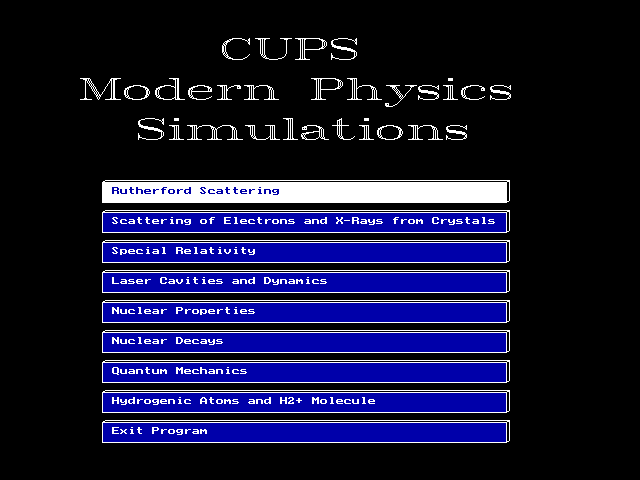 CUPS
Modern Physics
Simulations
Rutherford Scattering
Scattering of Electrons and X-Rays from Crystals
Special Relativity
Laser Cavities and Dynamics
Nuclear Properties
Nuclear Decays
Quantum Mechanics
Hydrogenic Atoms and H2+ Molecule
Exit Program